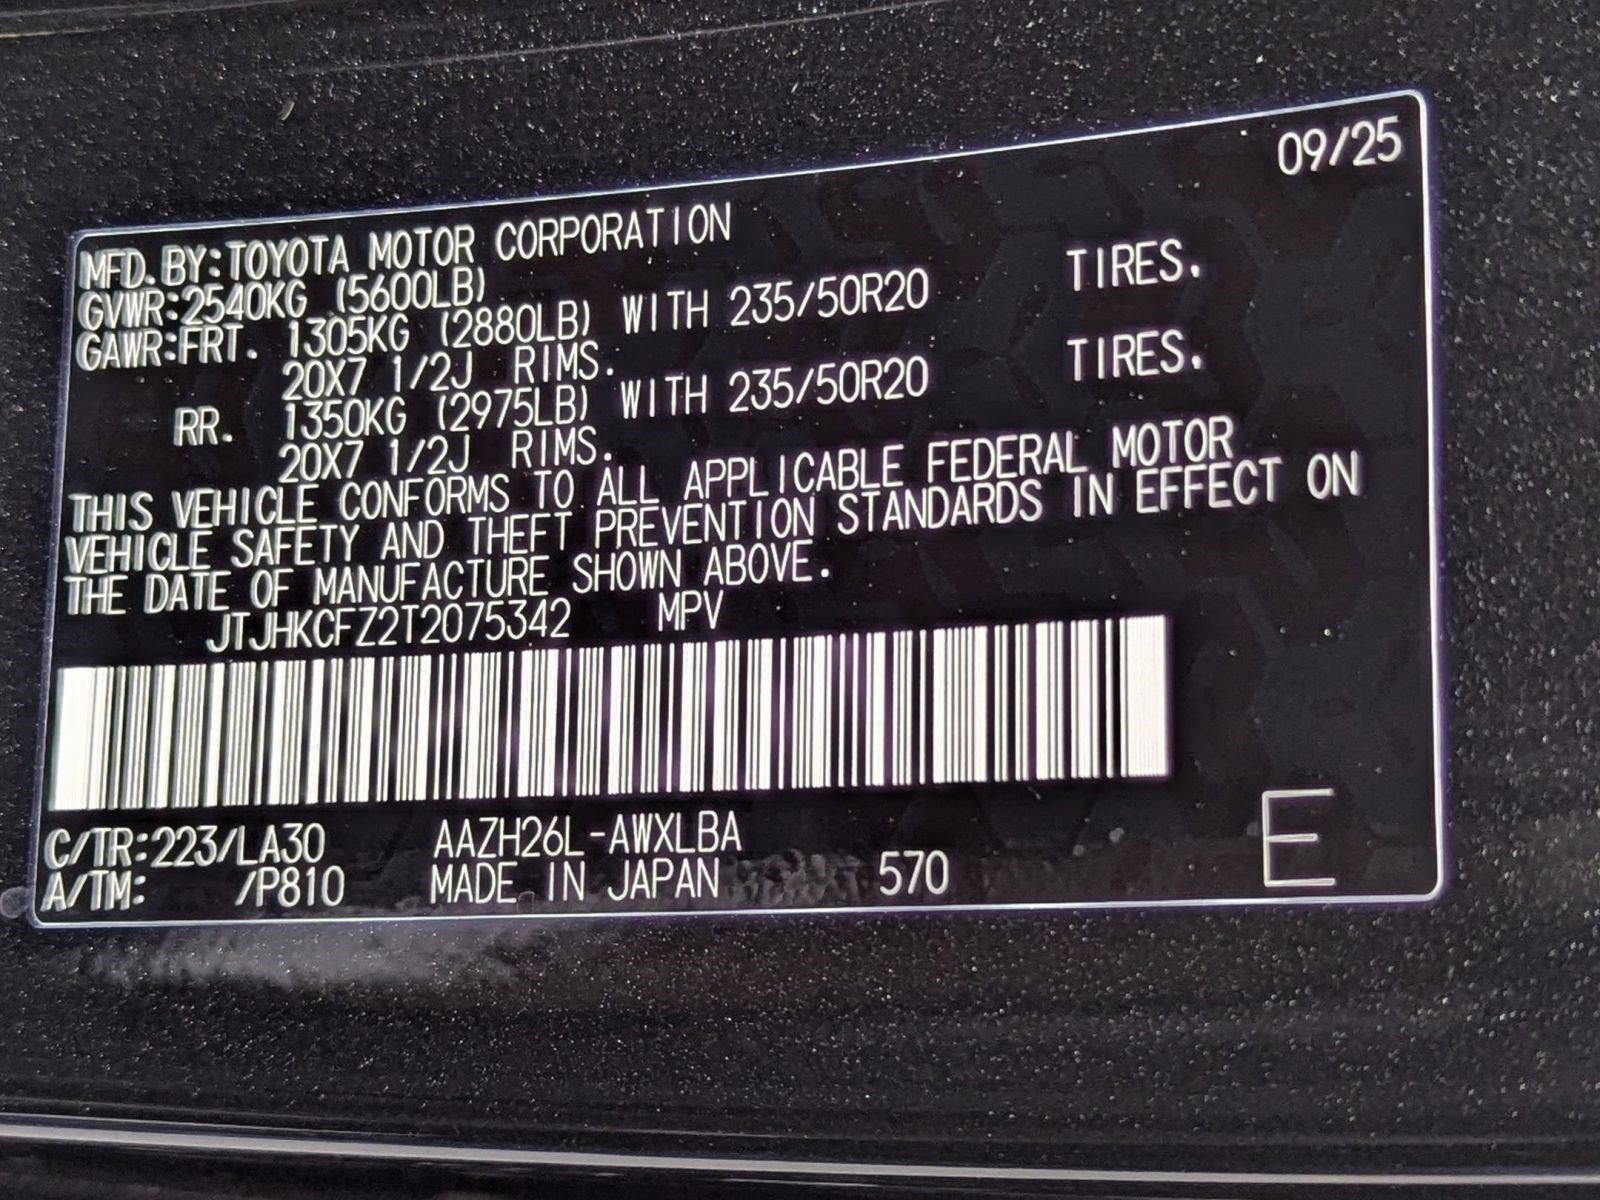 09/25
MFD.BY:TOYOTA MOTOR CORPORATION
GVWR:2540KG (5600LB)
GAWR:FRT. 1305KG (2880LB) WITH 235/50R20 TIRES.
20X7 1/2J RIMS.
RR. 1350KG (2975LB) WITH 235/50R20 TIRES.
20X7 1/2J RIMS.
THIS VEHICLE CONFORMS TO ALL APPLICABLE FEDERAL MOTOR
VEHICLE SAFETY AND THEFT PREVENTION STANDARDS IN EFFECT ON
THE DATE OF MANUFACTURE SHOWN ABOVE.
JTJHKCFZ2T2075342 MPV
C/TR:223/LA30 AAZH26L-AWXLBA
A/TM: /P810 MADE IN JAPAN 570 E